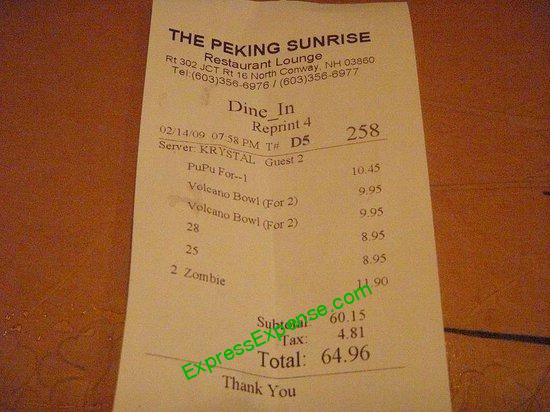 THE PEKING SUNRISE
Restaurant Lounge
Rt 302 JCT Rt 16 North Conway, NH 03860
Tel:(603)356-6976 / (603)356-6977
Dine_In
Reprint 4
02/14/09 07:58 PM T# D5 258
Server: KRYSTAL Guest 2
PuPu For--1 10.45
Volcano Bowl (For 2) 9.95
Volcano Bowl (For 2) 9.95
28 8.95
25 8.95
2 Zombie 11.90
Subtotal: 60.15
Tax: 4.81
Total: 64.96
Thank You
ExpressExpense.com